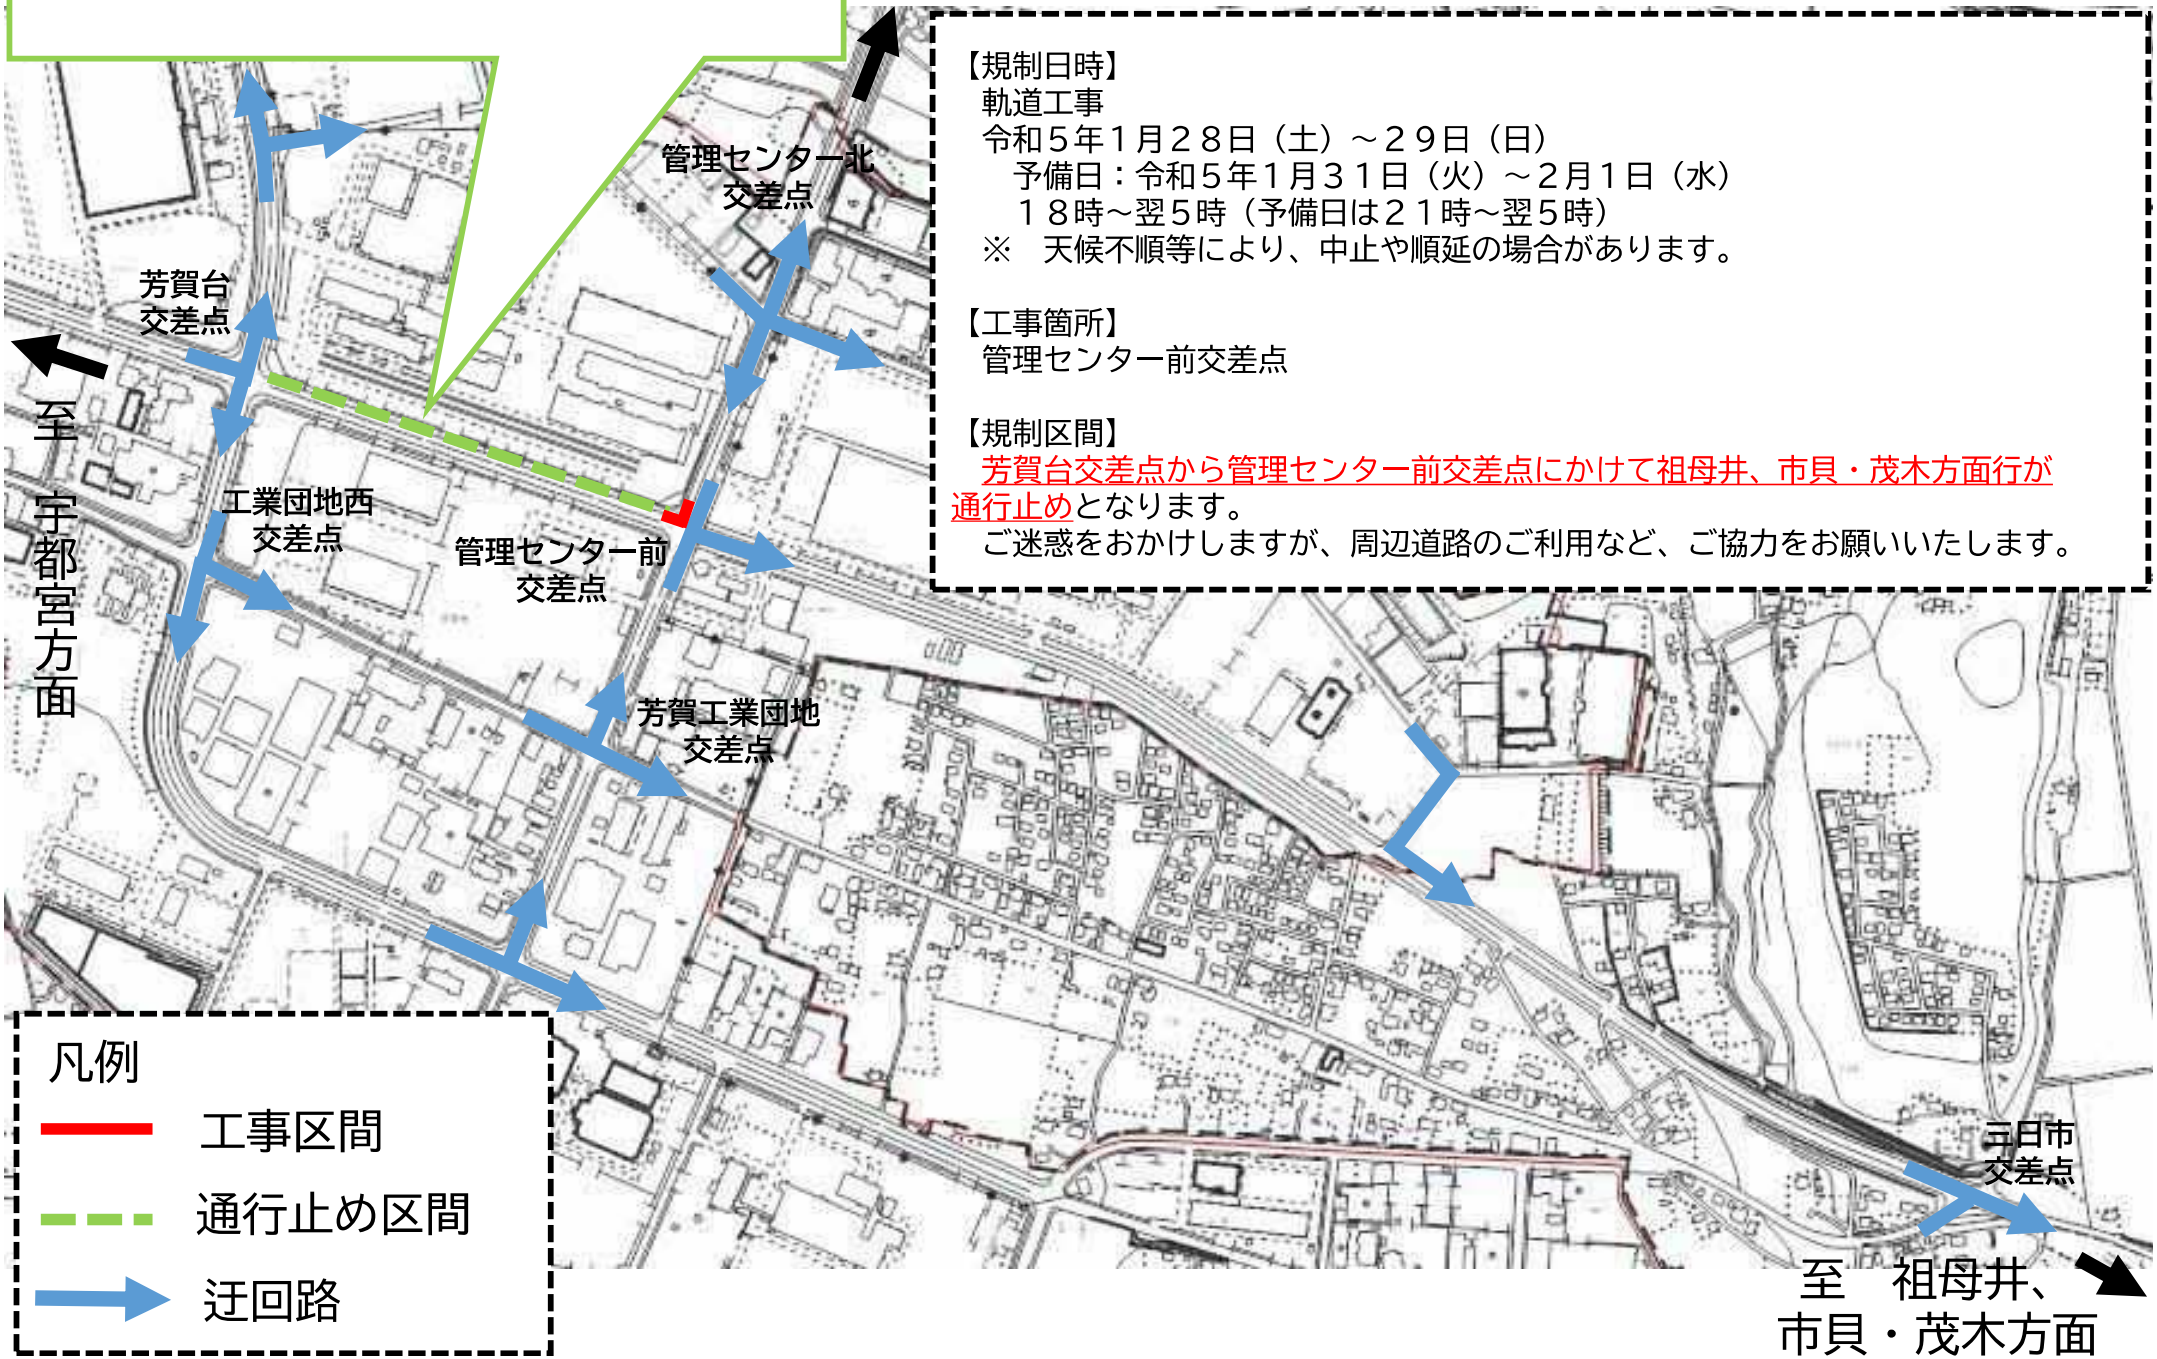 【規制日時】
軌道工事
令和５年１月２８日（土）～２９日（日）
予備日：令和５年１月３１日（火）～２月１日（水）
１８時～翌５時（予備日は２１時～翌５時）
※　天候不順等により、中止や順延の場合があります。
【工事箇所】
管理センター前交差点
【規制区間】
芳賀台交差点から管理センター前交差点にかけて祖母井、市貝・茂木方面行が
通行止めとなります。
ご迷惑をおかけしますが、周辺道路のご利用など、ご協力をお願いいたします。
管理センター北
交差点
芳賀台
交差点
至　宇都宮方面
工業団地西
交差点
管理センター前
交差点
芳賀工業団地
交差点
三日市
交差点
至　祖母井、
市貝・茂木方面
凡例
工事区間
通行止め区間
迂回路